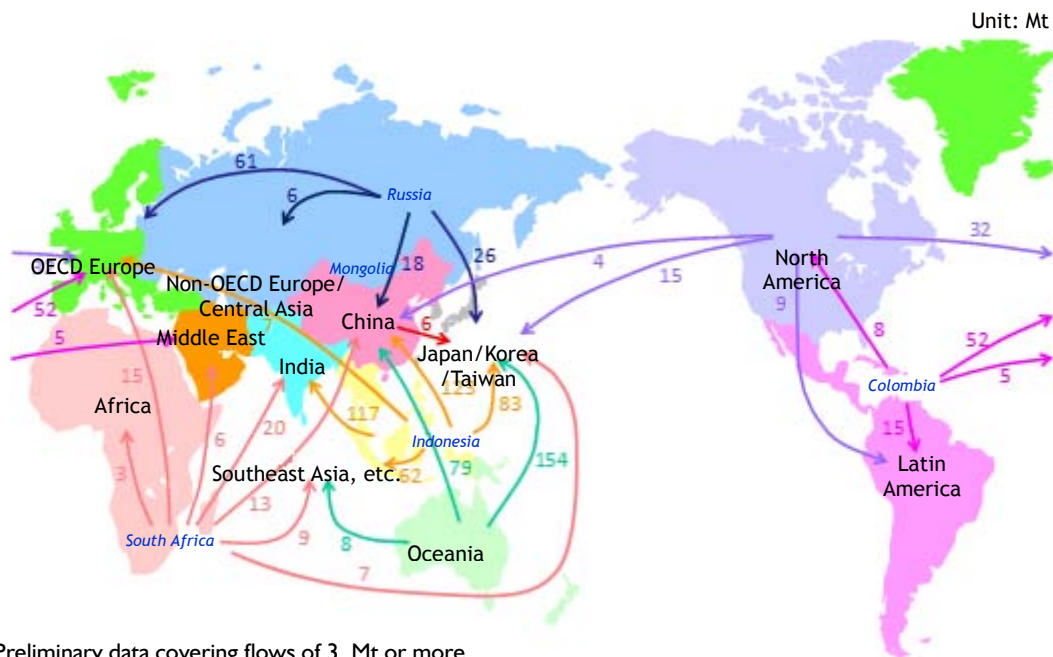 Unit: Mt
61
6
Russia
32
26
18
4
15
Mongolia
North
America
OECD Europe
Non-OECD Europe/
Central Asia
52
5
Middle East
China
6
9
8
52
5
Japan/Korea
/Taiwan
India
Colombia
15
Africa
20
6
117
83
Indonesia
15
3
62
79
154
Southeast Asia, etc.
Latin
America
13
South Africa
9
8
Oceania
7
Preliminary data covering flows of 3 Mt or more